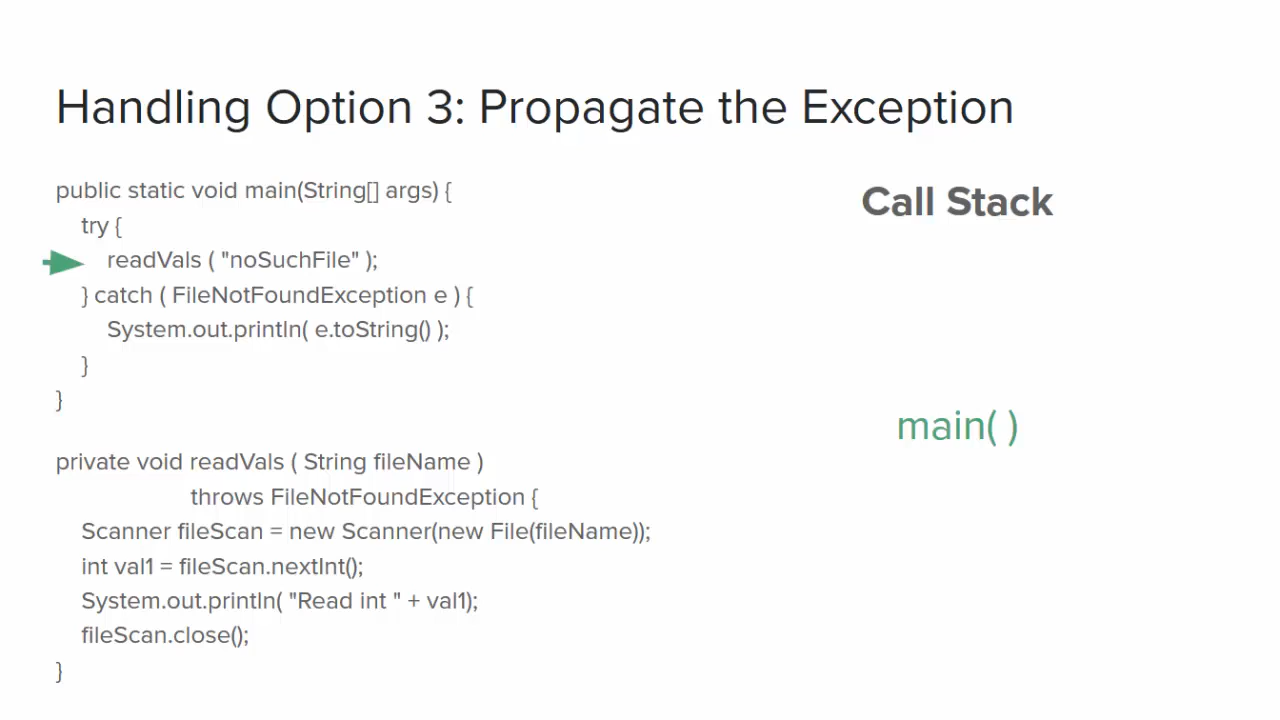 Handling Option 3: Propagate the Exception
public static void main(String[] args) {
try {
readVals ( "noSuchFile" );
} catch ( FileNotFoundException e ) {
System.out.println( e.toString() );
}
}
private void readVals ( String fileName )
throws FileNotFoundException {
Scanner fileScan = new Scanner(new File(fileName));
int val1 = fileScan.nextInt();
System.out.println( "Read int " + val1);
fileScan.close();
}
Call Stack
main( )